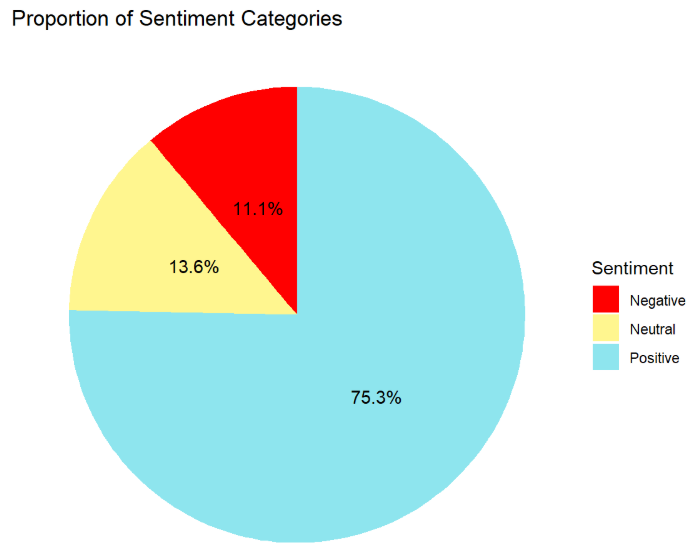 Proportion of Sentiment Categories
11.1%
13.6%
75.3%
Sentiment
Negative
Neutral
Positive